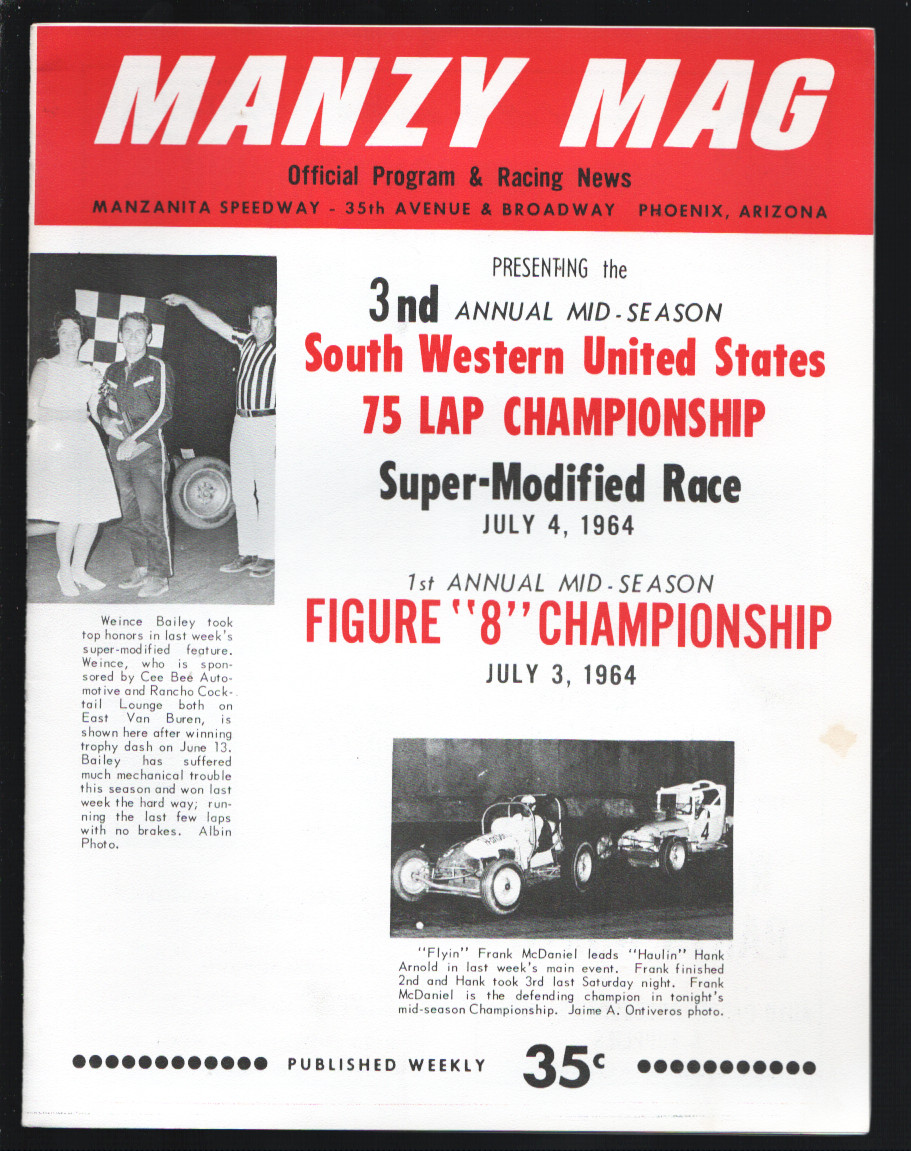 MANZY MAG
Official Program & Racing News
MANZANITA SPEEDWAY - 35th AVENUE & BROADWAY PHOENIX, ARIZONA
PRESENTING the
3nd ANNUAL MID-SEASON
South Western United States
75 LAP CHAMPIONSHIP
Super-Modified Race
JULY 4, 1964
1st ANNUAL MID-SEASON
FIGURE "8" CHAMPIONSHIP
JULY 3, 1964
Weince Bailey took
top honors in last week's
super-modified feature.
Weince, who is spon-
sored by Cee Bee Auto-
motive and Rancho Cock-
tail Lounge both on
East Van Buren, is
shown here after winning
trophy dash on June 13.
Bailey has suffered
much mechanical trouble
this season and won last
week the hard way; run-
ning the last few laps
with no brakes. Albin
Photo.
4
"Flyin" Frank McDaniel leads "Haulin" Hank
Arnold in last week's main event. Frank finished
2nd and Hank took 3rd last Saturday night. Frank
McDaniel is the defending champion in tonight's
mid-season Championship. Jaime A. Ontiveros photo.
PUBLISHED WEEKLY 35c